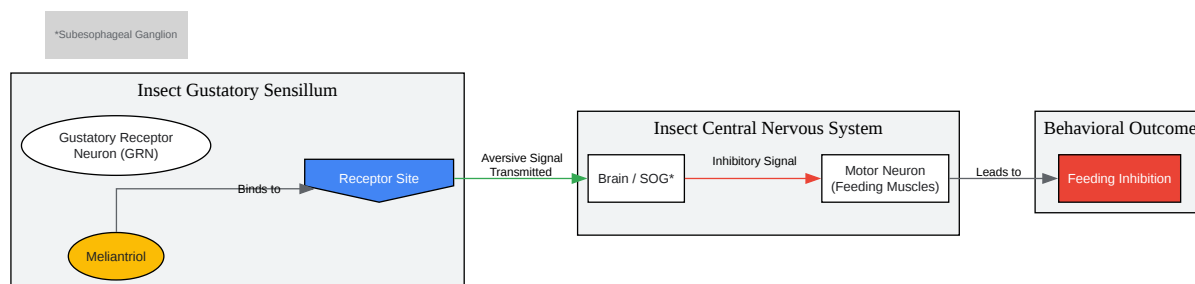 *Subesophageal Ganglion
Insect Gustatory Sensillum
Gustatory Receptor
Neuron (GRN)
Binds to
Receptor Site
Meliantriol
Aversive Signal
Transmitted
Insect Central Nervous System
Brain / SOG*
Inhibitory Signal
Motor Neuron
(Feeding Muscles)
Leads to
Behavioral Outcome
Feeding Inhibition